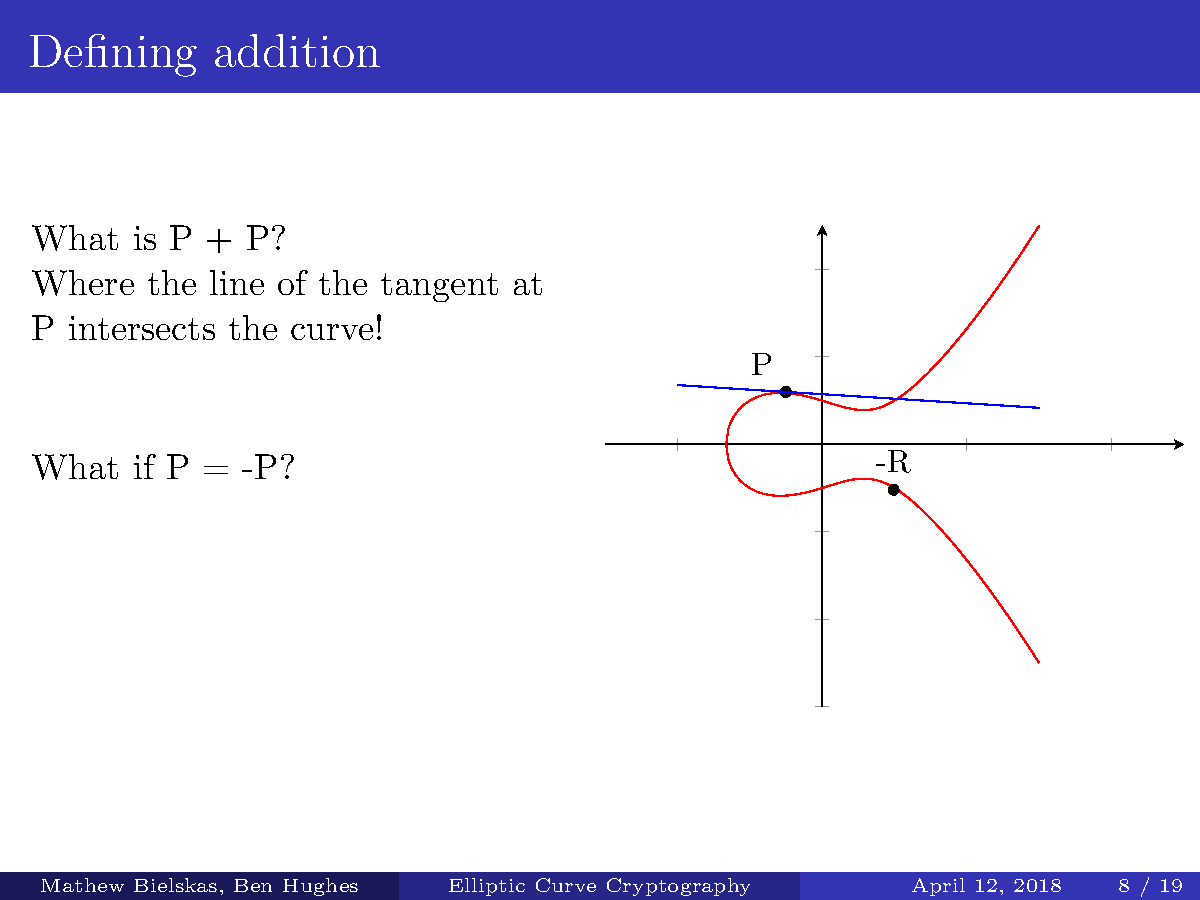 Defining addition
What is P + P?
Where the line of the tangent at
P intersects the curve!
What if P = -P?
P
-R
Mathew Bielskas, Ben Hughes
Elliptic Curve Cryptography
April 12, 2018
8 / 19